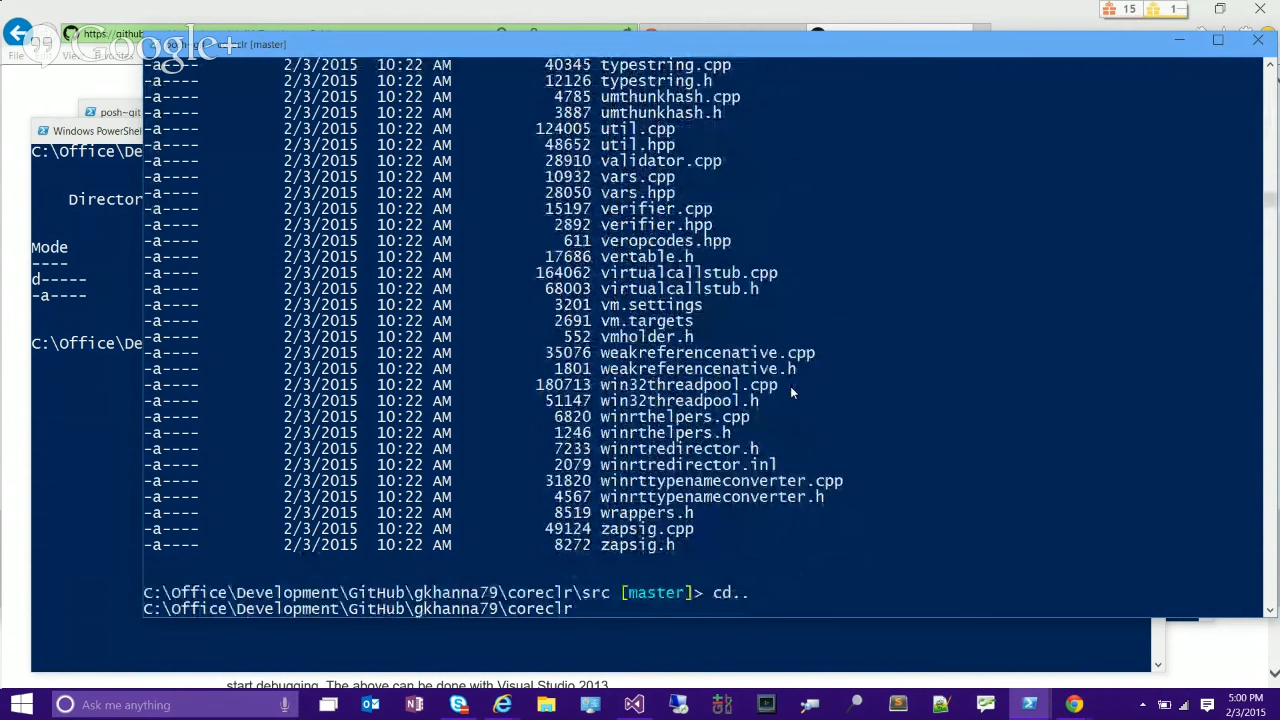 https://github
15
1
Google+
clr [master]
File
View
Favorites
posh~git
Windows PowerShell
C:\Office\De
Director
Mode
----
d-----
-a----
C:\Office\De
-a---- 2/3/2015 10:22 AM 40345 typestring.cpp
-a---- 2/3/2015 10:22 AM 12126 typestring.h
-a---- 2/3/2015 10:22 AM 4785 umthunkhash.cpp
-a---- 2/3/2015 10:22 AM 3887 umthunkhash.h
-a---- 2/3/2015 10:22 AM 124005 util.cpp
-a---- 2/3/2015 10:22 AM 48652 util.hpp
-a---- 2/3/2015 10:22 AM 28910 validator.cpp
-a---- 2/3/2015 10:22 AM 10932 vars.cpp
-a---- 2/3/2015 10:22 AM 28050 vars.hpp
-a---- 2/3/2015 10:22 AM 15197 verifier.cpp
-a---- 2/3/2015 10:22 AM 2892 verifier.hpp
-a---- 2/3/2015 10:22 AM 611 veropcodes.hpp
-a---- 2/3/2015 10:22 AM 17686 vertable.h
-a---- 2/3/2015 10:22 AM 164062 virtualcallstub.cpp
-a---- 2/3/2015 10:22 AM 68003 virtualcallstub.h
-a---- 2/3/2015 10:22 AM 3201 vm.settings
-a---- 2/3/2015 10:22 AM 2691 vm.targets
-a---- 2/3/2015 10:22 AM 552 vmholder.h
-a---- 2/3/2015 10:22 AM 35076 weakreferencenative.cpp
-a---- 2/3/2015 10:22 AM 1801 weakreferencenative.h
-a---- 2/3/2015 10:22 AM 180713 win32threadpool.cpp
-a---- 2/3/2015 10:22 AM 51147 win32threadpool.h
-a---- 2/3/2015 10:22 AM 6820 winrthelpers.cpp
-a---- 2/3/2015 10:22 AM 1246 winrthelpers.h
-a---- 2/3/2015 10:22 AM 7233 winrtredirector.h
-a---- 2/3/2015 10:22 AM 2079 winrtredirector.inl
-a---- 2/3/2015 10:22 AM 31820 winrttypenameconverter.cpp
-a---- 2/3/2015 10:22 AM 4567 winrttypenameconverter.h
-a---- 2/3/2015 10:22 AM 8519 wrappers.h
-a---- 2/3/2015 10:22 AM 49124 zapsig.cpp
-a---- 2/3/2015 10:22 AM 8272 zapsig.h
C:\Office\Development\GitHub\gkhanna79\coreclr\src [master]> cd..
C:\Office\Development\GitHub\gkhanna79\coreclr
start debugging. The above can be done with Visual Studio 2013.
Ask me anything
5:00 PM
2/3/2015